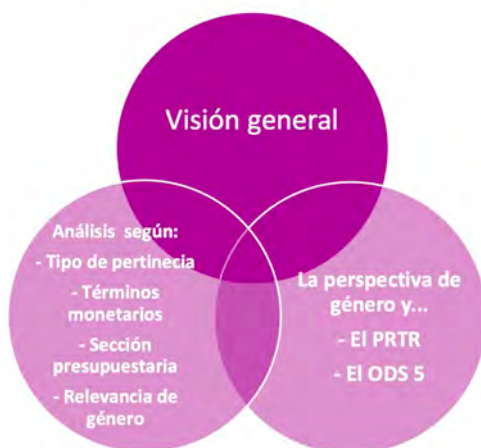 Visión general
Análisis según:
- Tipo de pertinecia
- Términos
monetarios
- Sección
presupuestaria
- Relevancia de
género
La perspectiva de
género y...
- El PRTR
- El ODS 5